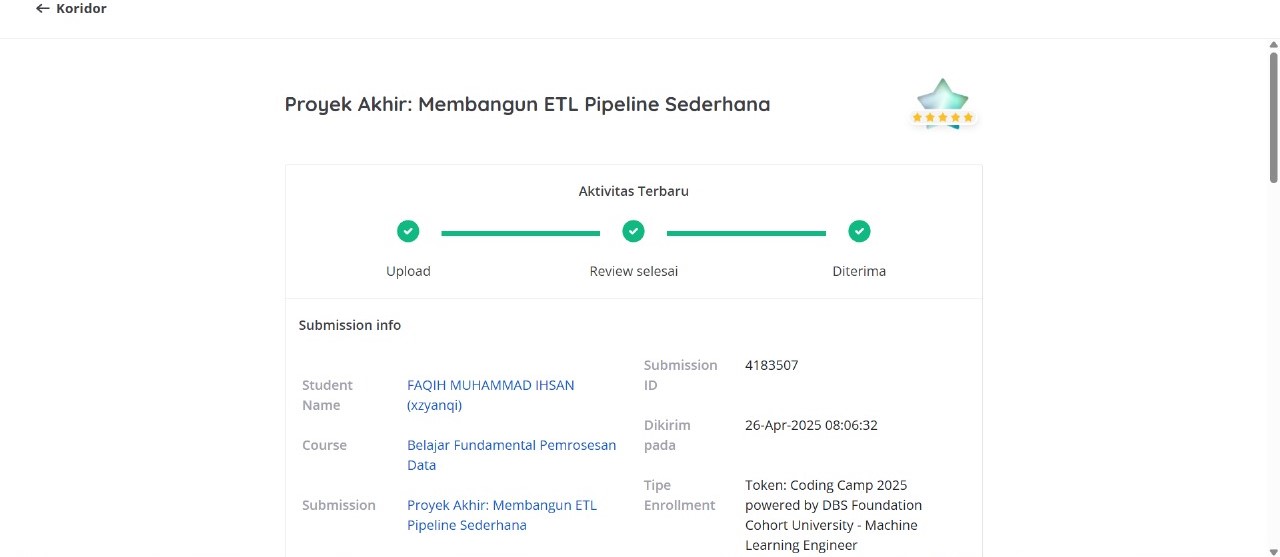 ← Koridor
Proyek Akhir: Membangun ETL Pipeline Sederhana
Aktivitas Terbaru
Upload
Review selesai
Diterima
Submission info
Student
Name
FAQIH MUHAMMAD IHSAN
(xzyanqi)
Course
Belajar Fundamental Pemrosesan
Data
Submission
Proyek Akhir: Membangun ETL
Pipeline Sederhana
Submission
ID
4183507
Dikirim
pada
26-Apr-2025 08:06:32
Tipe
Enrollment
Token: Coding Camp 2025
powered by DBS Foundation
Cohort University - Machine
Learning Engineer